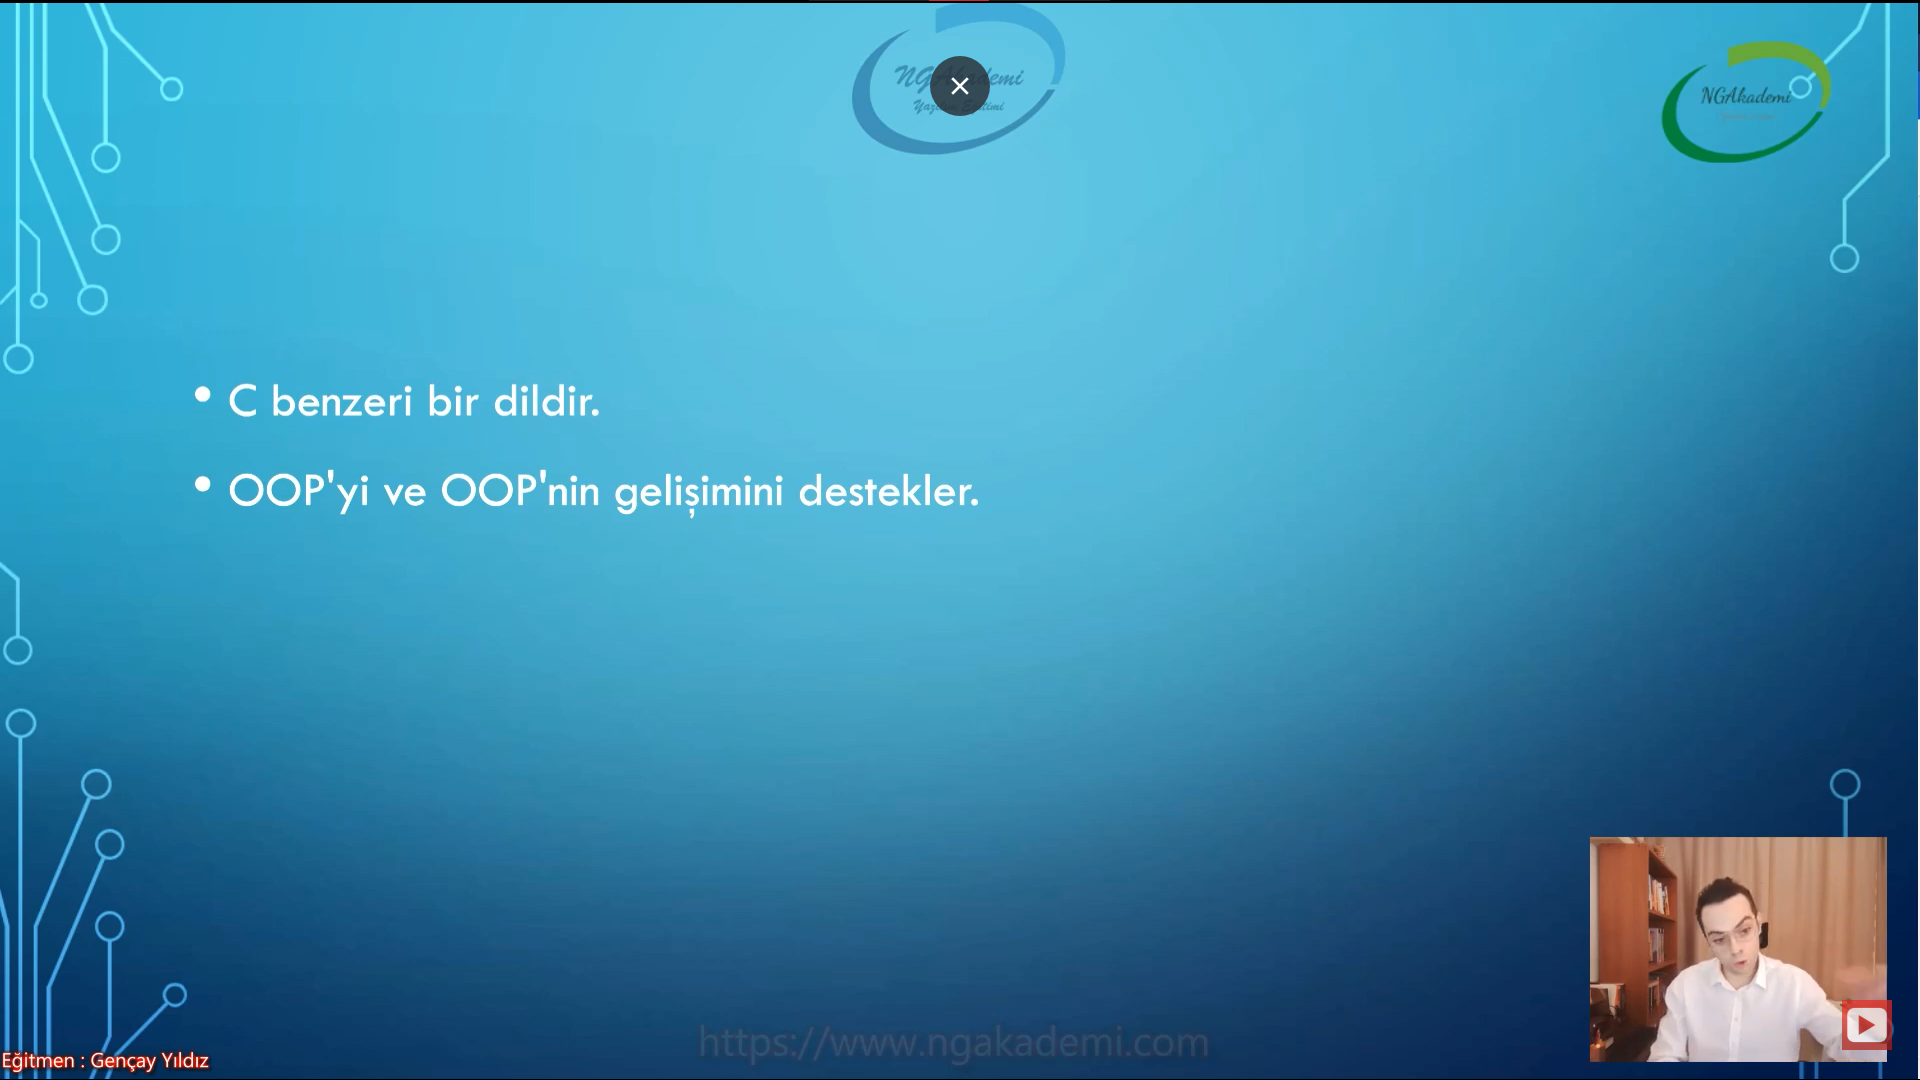 NGAkademi
• C benzeri bir dildir.
• OOP'yi ve OOP'nin gelişimini destekler.
https://www.ngakademi.com
Eğitmen : Gençay Yıldız